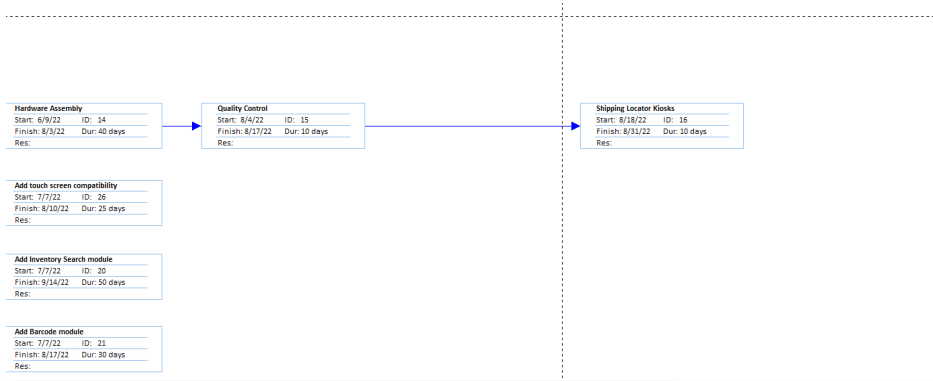 Hardware Assembly
Start: 6/9/22 ID: 14
Finish: 8/3/22 Dur: 40 days
Res:
Quality Control
Start: 8/4/22 ID: 15
Finish: 8/17/22 Dur: 10 days
Res:
Shipping Locator Kiosks
Start: 8/18/22 ID: 16
Finish: 8/31/22 Dur: 10 days
Res:
Add touch screen compatibility
Start: 7/7/22 ID: 26
Finish: 8/10/22 Dur: 25 days
Res:
Add Inventory Search module
Start: 7/7/22 ID: 20
Finish: 9/14/22 Dur: 50 days
Res:
Add Barcode module
Start: 7/7/22 ID: 21
Finish: 8/17/22 Dur: 30 days
Res: